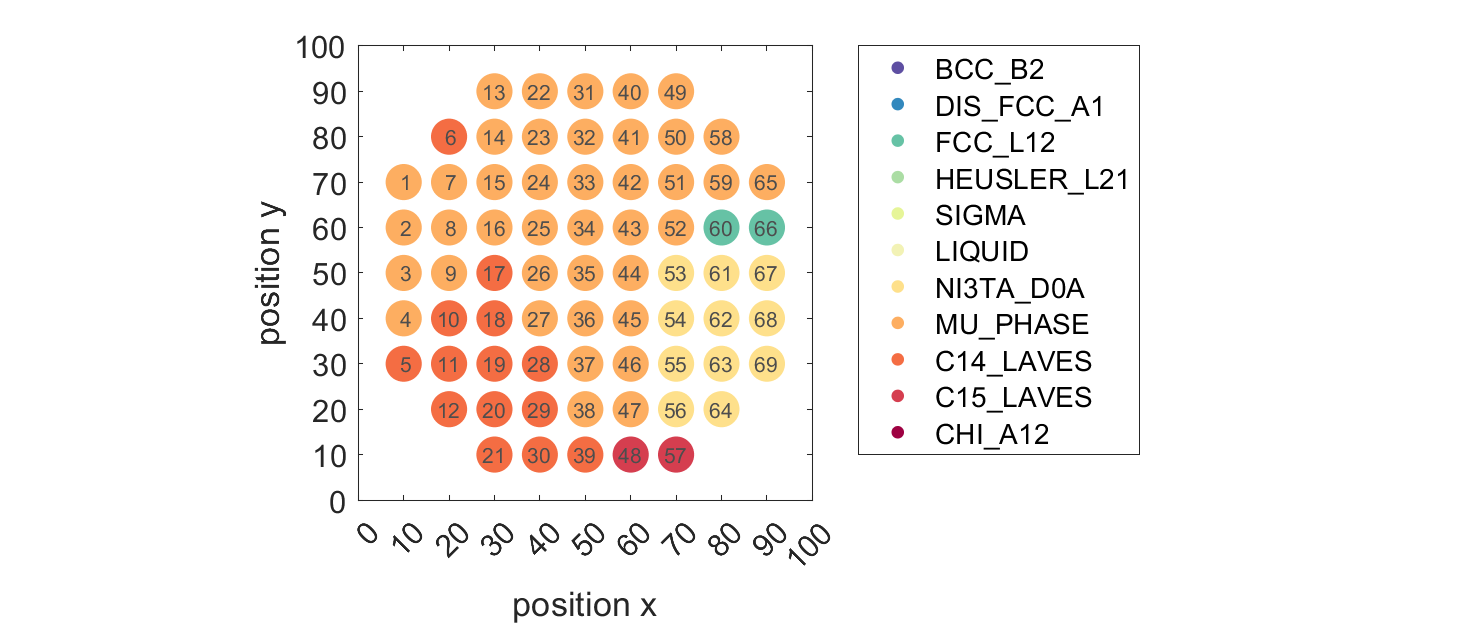 100
90
80
70
60
50
40
30
20
10
0
position y
13 22 31 40 49
6 14 23 32 41 50 58
1 7 15 24 33 42 51 59 65
2 8 16 25 34 43 52 60 66
3 9 17 26 35 44 53 61 67
4 10 18 27 36 45 54 62 68
5 11 19 28 37 46 55 63 69
12 20 29 38 47 56 64
21 30 39 48 57
0 10 20 30 40 50 60 70 80 90 100
position x
BCC_B2
DIS_FCC_A1
FCC_L12
HEUSLER_L21
SIGMA
LIQUID
NI3TA_D0A
MU_PHASE
C14_LAVES
C15_LAVES
CHI_A12